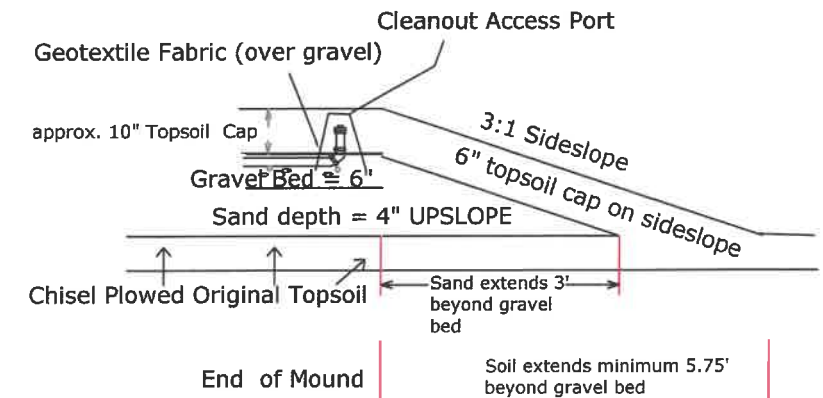 Cleanout Access Port
Geotextile Fabric (over gravel)
approx. 10" Topsoil Cap
3:1 Sideslope
6" topsoil cap on sideslope
Gravel Bed = 6"
Sand depth = 4" UPSLOPE
Chisel Plowed Original Topsoil
Sand extends 3'
beyond gravel
bed
End of Mound
Soil extends minimum 5.75'
beyond gravel bed